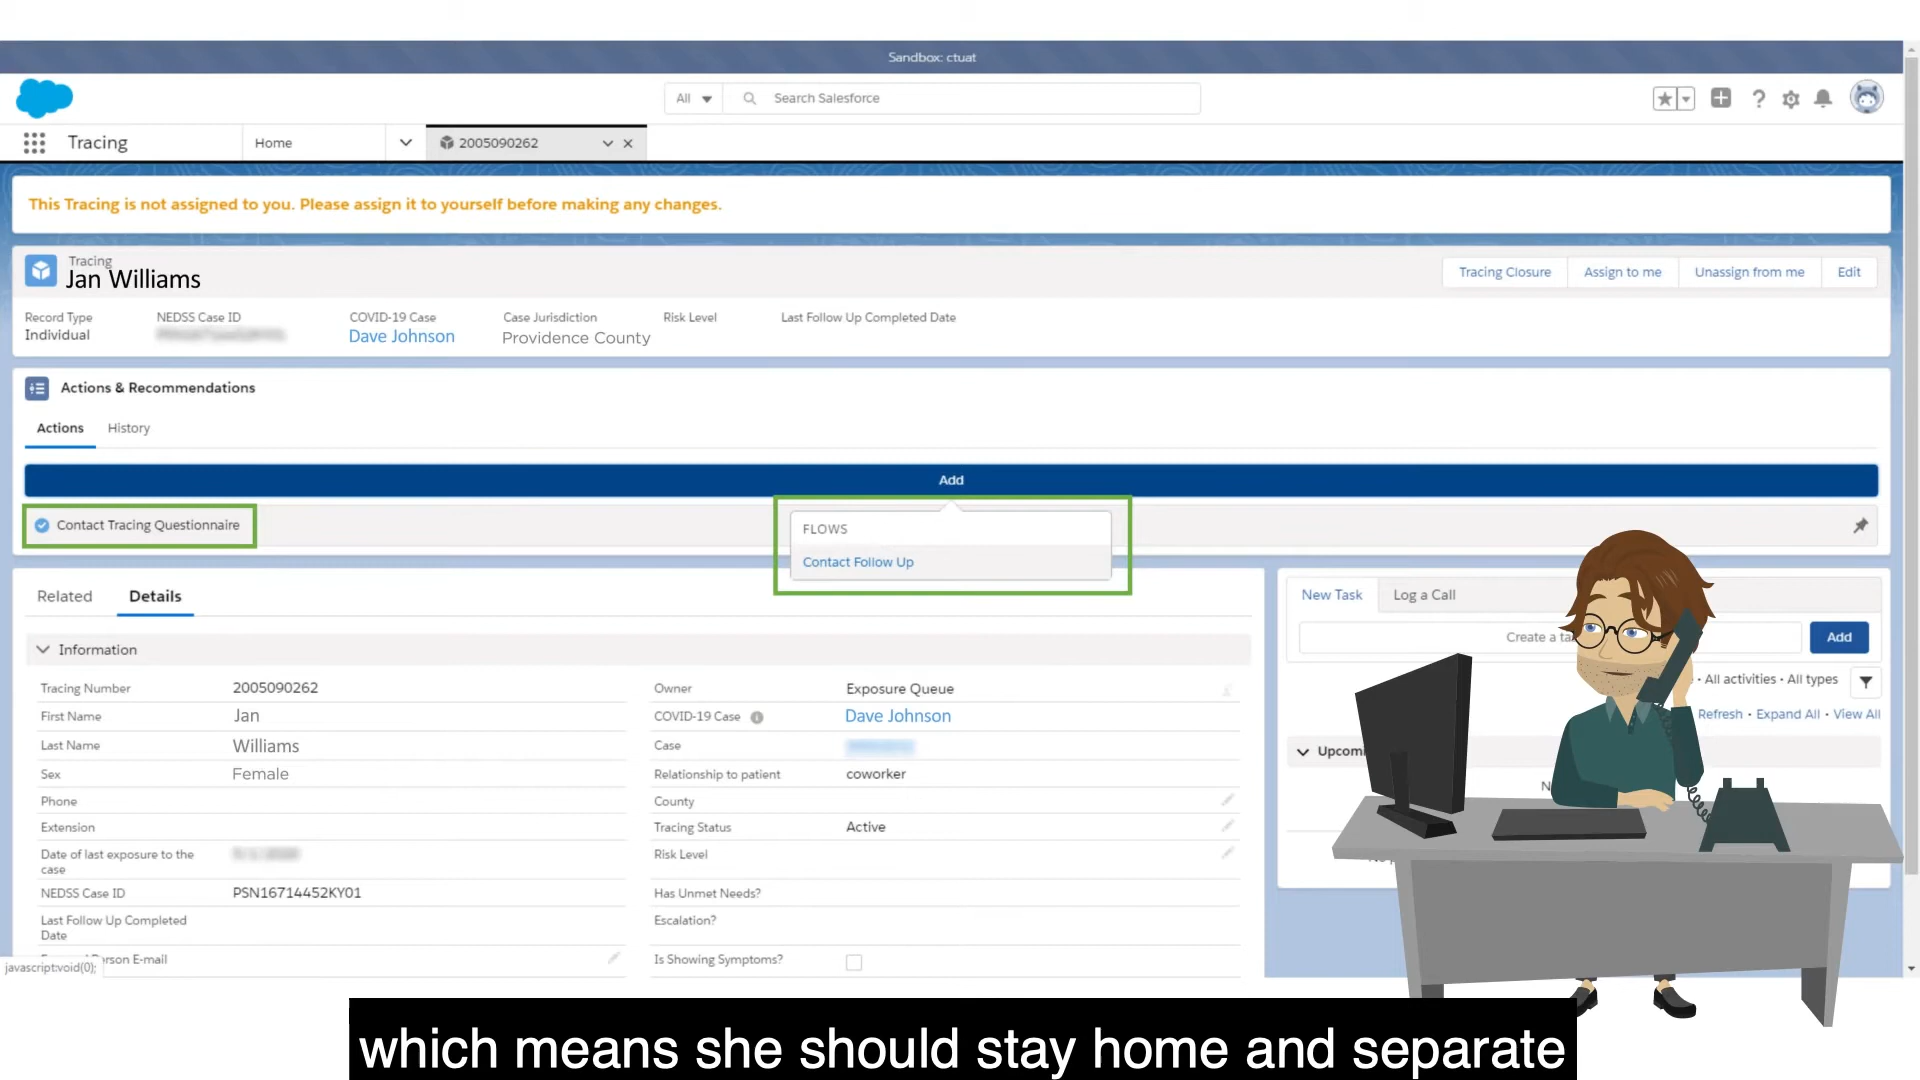 Sandbox: ctuat
All
Search Salesforce
Tracing
Home
2005090262
This Tracing is not assigned to you. Please assign it to yourself before making any changes.
Tracing
Jan Williams
Tracing Closure
Assign to me
Unassign from me
Edit
Record Type
NEDSS Case ID
COVID-19 Case
Case Jurisdiction
Risk Level
Last Follow Up Completed Date
Individual
Dave Johnson
Providence County
Actions & Recommendations
Actions
History
Add
Contact Tracing Questionnaire
FLOWS
Contact Follow Up
Related
Details
Information
Tracing Number 2005090262
First Name Jan
Last Name Williams
Sex Female
Phone
Extension
Date of last exposure to the
case
NEDSS Case ID PSN16714452KY01
Last Follow Up Completed
Date
Person E-mail
javascript:void(0);
Owner Exposure Queue
COVID-19 Case Dave Johnson
Case
Relationship to patient coworker
County
Tracing Status Active
Risk Level
Has Unmet Needs?
Escalation?
Is Showing Symptoms?
New Task
Log a Call
Create a
Add
All activities • All types
Refresh • Expand All • View All
which means she should stay home and separate